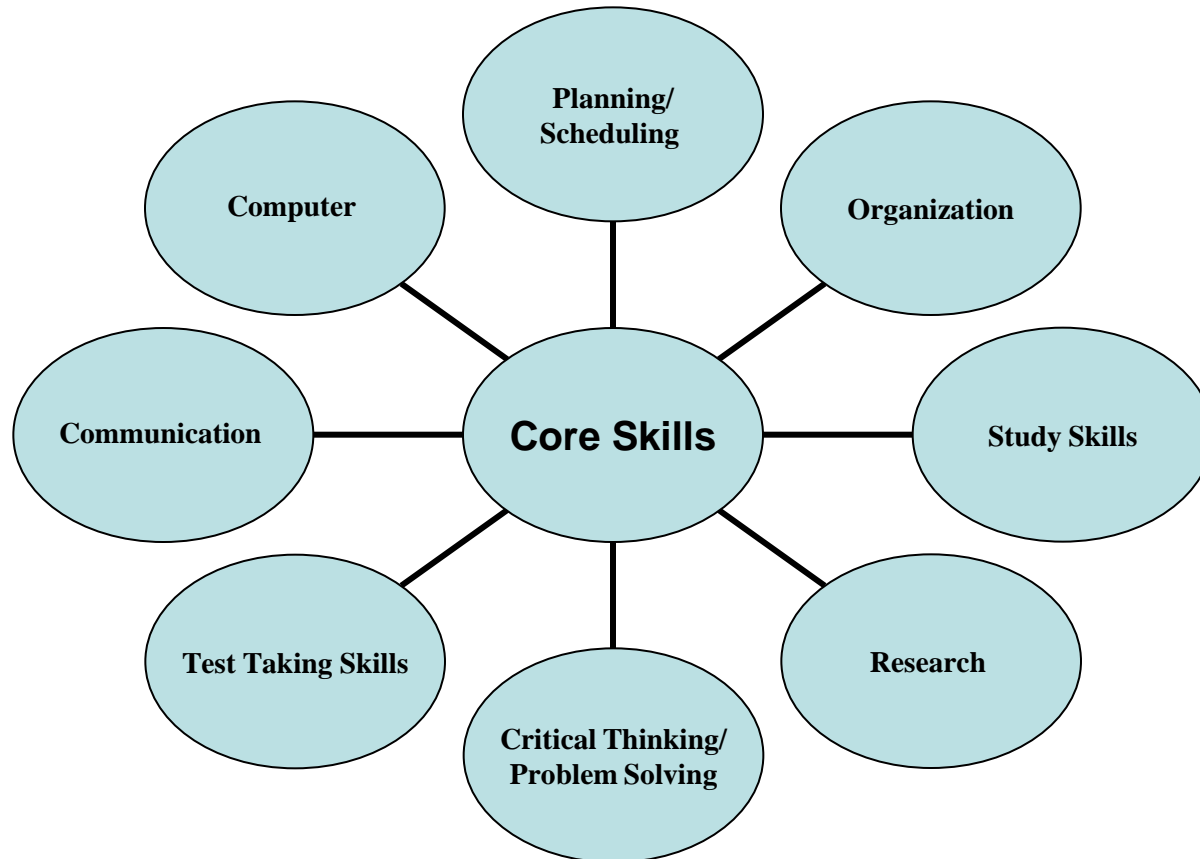 Planning/
Scheduling
Computer
Organization
Communication
Core Skills
Study Skills
Test Taking Skills
Research
Critical Thinking/
Problem Solving